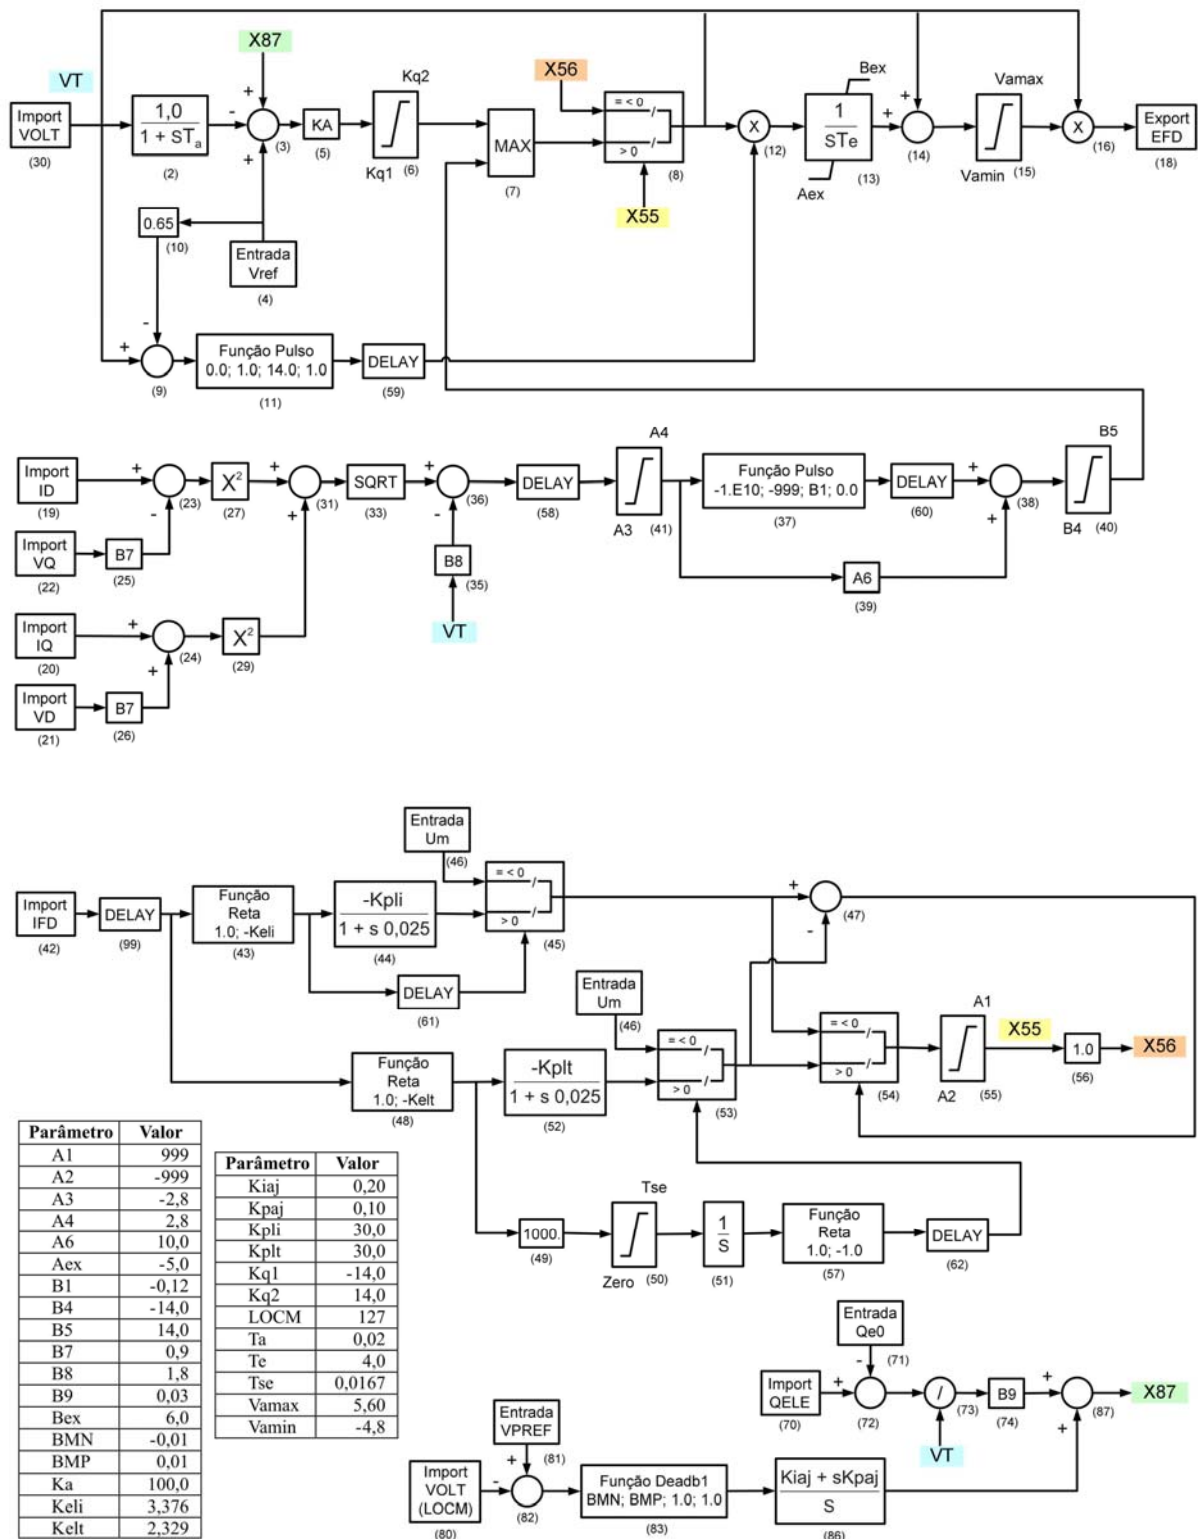 X87
VT
Import
VOLT
(30)
1,0
1 + STa
(2)
+
-
+
(3)
KA
(5)
Kq2
Kq1
(6)
MAX
(7)
X56
= < 0
> 0
(8)
X55
X
(12)
Bex
1
STe
Aex
(13)
+
+
(14)
Vamax
Vamin
(15)
X
(16)
Export
EFD
(18)
0.65
(10)
Entrada
Vref
(4)
-
+
(9)
Função Pulso
0.0; 1.0; 14.0; 1.0
(11)
DELAY
(59)
Import
ID
(19)
+
-
(23)
X²
(27)
+
+
(31)
SQRT
(33)
+
-
(36)
DELAY
(58)
A4
A3
(41)
Função Pulso
-1.E10; -999; B1; 0.0
(37)
DELAY
(60)
+
+
(38)
B5
B4
(40)
Import
VQ
(22)
B7
(25)
B8
(35)
VT
A6
(39)
Import
IQ
(20)
+
+
(24)
X²
(29)
Import
VD
(21)
B7
(26)
Entrada
Um
(46)
Import
IFD
(42)
DELAY
(99)
Função
Reta
1.0; -Keli
(43)
-Kpli
1 + s 0,025
(44)
= < 0
> 0
(45)
+
-
(47)
DELAY
(61)
Entrada
Um
(46)
Função
Reta
1.0; -Kelt
(48)
-Kplt
1 + s 0,025
(52)
= < 0
> 0
(53)
= < 0
> 0
(54)
A1
A2
(55)
X55
1.0
(56)
X56
1000.
(49)
Tse
Zero
(50)
1
S
(51)
Função
Reta
1.0; -1.0
(57)
DELAY
(62)
Parâmetro Valor
A1 999
A2 -999
A3 -2,8
A4 2,8
A6 10,0
Aex -5,0
B1 -0,12
B4 -14,0
B5 14,0
B7 0,9
B8 1,8
B9 0,03
Bex 6,0
BMN -0,01
BMP 0,01
Ka 100,0
Keli 3,376
Kelt 2,329
Parâmetro Valor
Kiaj 0,20
Kpaj 0,10
Kpli 30,0
Kplt 30,0
Kq1 -14,0
Kq2 14,0
LOCM 127
Ta 0,02
Te 4,0
Tse 0,0167
Vamax 5,60
Vamin -4,8
Entrada
Qe0
(71)
Import
QELE
(70)
+
-
(72)
/
(73)
VT
B9
(74)
+
+
(87)
X87
Entrada
VPREF
(81)
Import
VOLT
(LOCM)
(80)
+
-
(82)
Função Deadb1
BMN; BMP; 1.0; 1.0
(83)
Kiaj + sKpaj
S
(86)